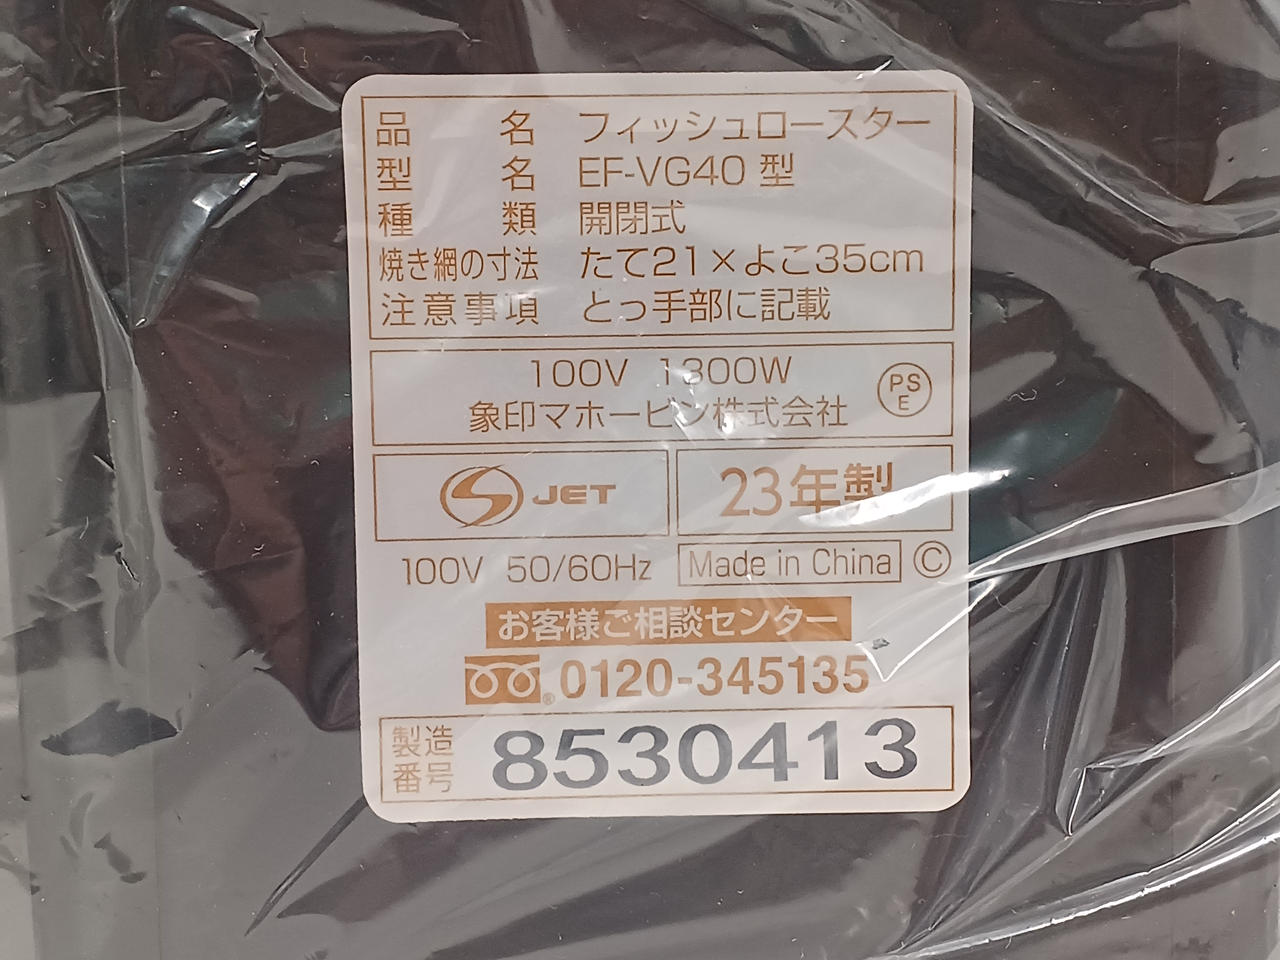 品名 フィッシュロースター
型名 EF-VG40 型
種類 開閉式
焼き網の寸法 たて21×よこ35cm
注意事項 とっ手部に記載
100V 1300W
象印マホービン株式会社
PS
E
S JET
23年製
100V 50/60Hz Made in China Ⓒ
お客様ご相談センター
® 0120-345135
製造
番号 8530413